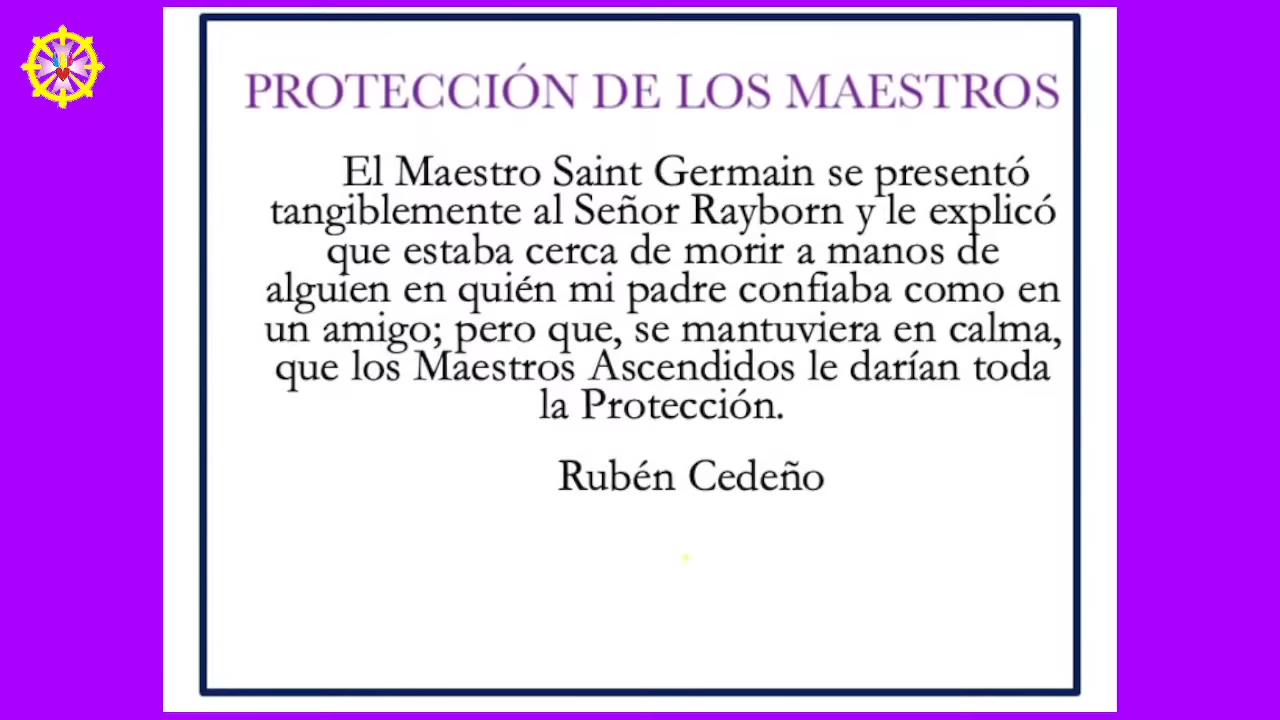 PROTECCIÓN DE LOS MAESTROS
El Maestro Saint Germain se presentó
tangiblemente al Señor Rayborn y le explicó
que estaba cerca de morir a manos de
alguien en quién mi padre confiaba como en
un amigo; pero que, se mantuviera en calma,
que los Maestros Ascendidos le darían toda
la Protección.
Rubén Cedeño